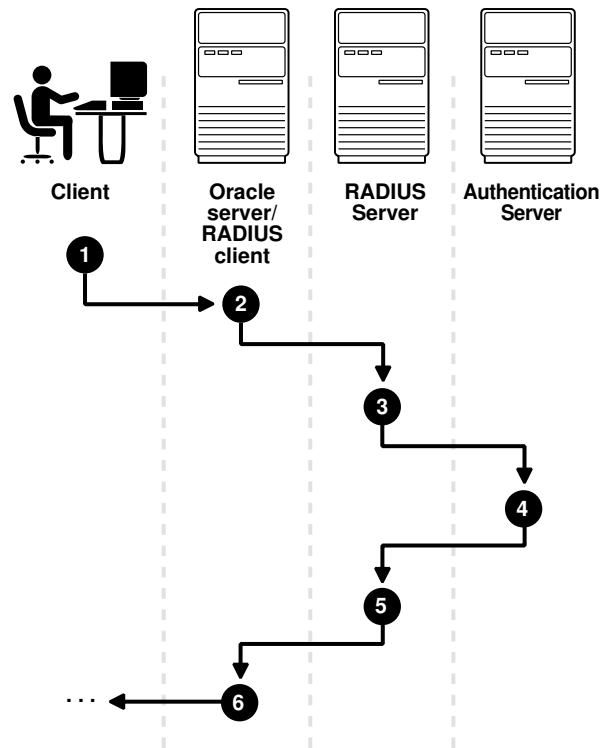 Client
Oracle
server/
RADIUS
client
RADIUS
Server
Authentication
Server
1
2
3
4
5
6
...